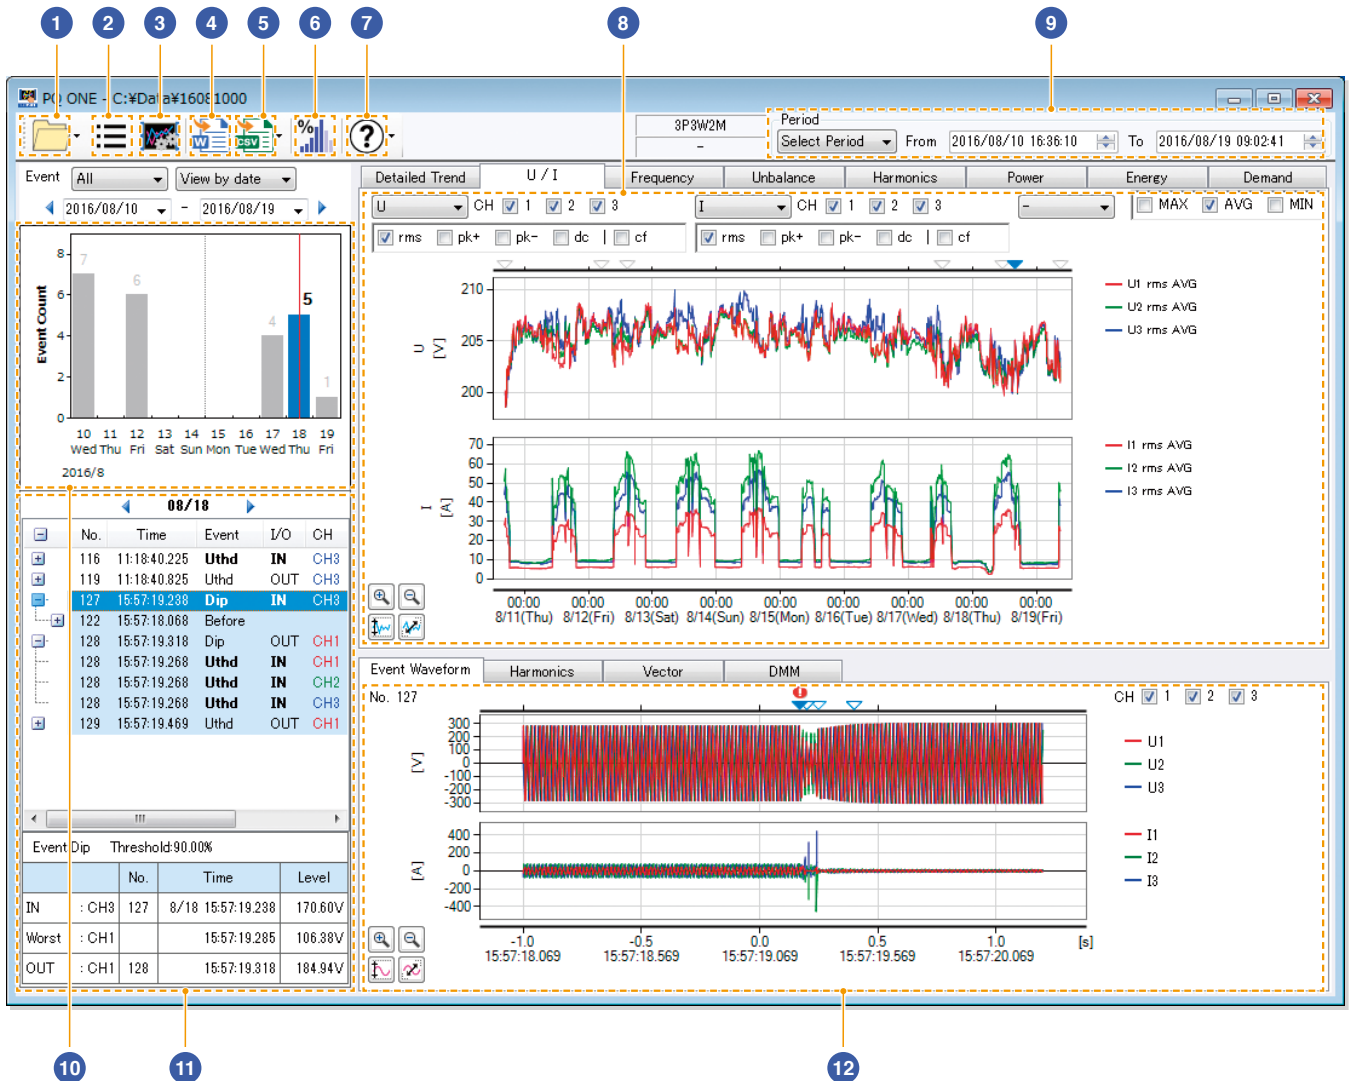 1 2 3 4 5 6 7 8 9
PQ ONE - C:¥Data¥16081000
W CSV % ?
3P3W2M
-
Period
Select Period From 2016/08/10 16:36:10 To 2016/08/19 09:02:41
Event All View by date
2016/08/10 - 2016/08/19
Event Count
8
6
4
2
0
7 6 4 5 1
10 11 12 13 14 15 16 17 18 19
Wed Thu Fri Sat Sun Mon Tue Wed Thu Fri
2016/8
08/18
No. Time Event I/O CH
116 11:18:40.225 Uthd IN CH3
119 11:18:40.825 Uthd OUT CH3
127 15:57:19.238 Dip IN CH3
122 15:57:18.068 Before
128 15:57:19.318 Dip OUT CH1
128 15:57:19.268 Uthd IN CH1
128 15:57:19.268 Uthd IN CH2
128 15:57:19.268 Uthd IN CH3
129 15:57:19.469 Uthd OUT CH1
Event:Dip Threshold:90.00%
No. Time Level
IN : CH3 127 8/18 15:57:19.238 170.60V
Worst : CH1 15:57:19.285 106.38V
OUT : CH1 128 15:57:19.318 184.94V
Detailed Trend U / I Frequency Unbalance Harmonics Power Energy Demand
U CH 1 2 3 I CH 1 2 3 - MAX AVG MIN
rms pk+ pk- dc | cf rms pk+ pk- dc | cf
U
[V]
210
205
200
U1 rms AVG
U2 rms AVG
U3 rms AVG
I
[A]
70
60
50
40
30
20
10
0
I1 rms AVG
I2 rms AVG
I3 rms AVG
00:00 00:00 00:00 00:00 00:00 00:00 00:00 00:00 00:00
8/11(Thu) 8/12(Fri) 8/13(Sat) 8/14(Sun) 8/15(Mon) 8/16(Tue) 8/17(Wed) 8/18(Thu) 8/19(Fri)
Event Waveform Harmonics Vector DMM
No. 127 CH 1 2 3
[V]
300
200
100
0
-100
-200
-300
U1
U2
U3
[A]
400
200
0
-200
-400
I1
I2
I3
-1.0 -0.5 0.0 0.5 1.0 [s]
15:57:18.069 15:57:18.569 15:57:19.069 15:57:19.569 15:57:20.069
10 11 12